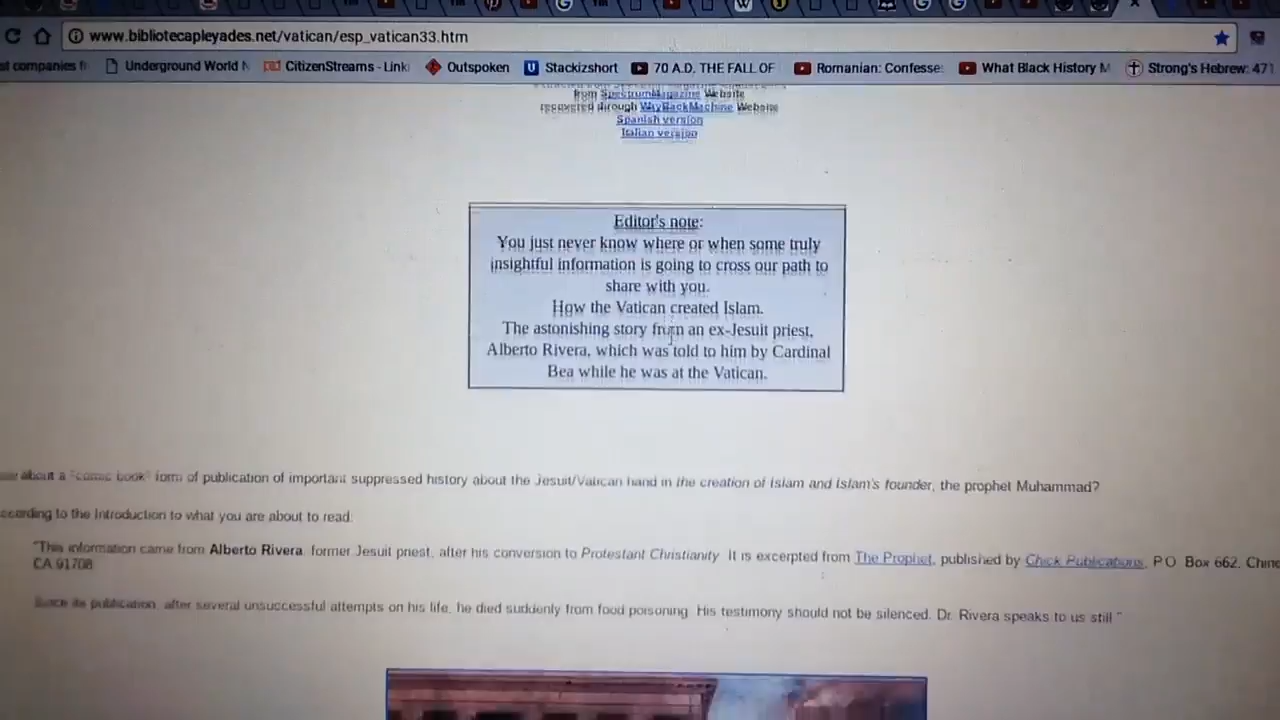 www.bibliotecapleyades.net/vatican/esp_vatican33.htm
st companies f Underground World N CitizenStreams - Link Outspoken Stackizshort 70 A.D. THE FALL OF Romanian: Confesse: What Black History M Strong's Hebrew: 471
from SpectrumMagazine Website
recovered through WayBackMachine Website
Spanish version
Italian version
Editor's note:
You just never know where or when some truly
insightful information is going to cross our path to
share with you.
How the Vatican created Islam.
The astonishing story from an ex-Jesuit priest,
Alberto Rivera, which was told to him by Cardinal
Bea while he was at the Vatican.
about a "comic book" form of publication of important suppressed history about the Jesuit/Vatican hand in the creation of Islam and Islam's founder, the prophet Muhammad?
ccording to the Introduction to what you are about to read:
"This information came from Alberto Rivera, former Jesuit priest, after his conversion to Protestant Christianity. It is excerpted from The Prophet, published by Chick Publications, P.O. Box 662, Chino
CA 91708
Since its publication, after several unsuccessful attempts on his life, he died suddenly from food poisoning. His testimony should not be silenced. Dr. Rivera speaks to us still."